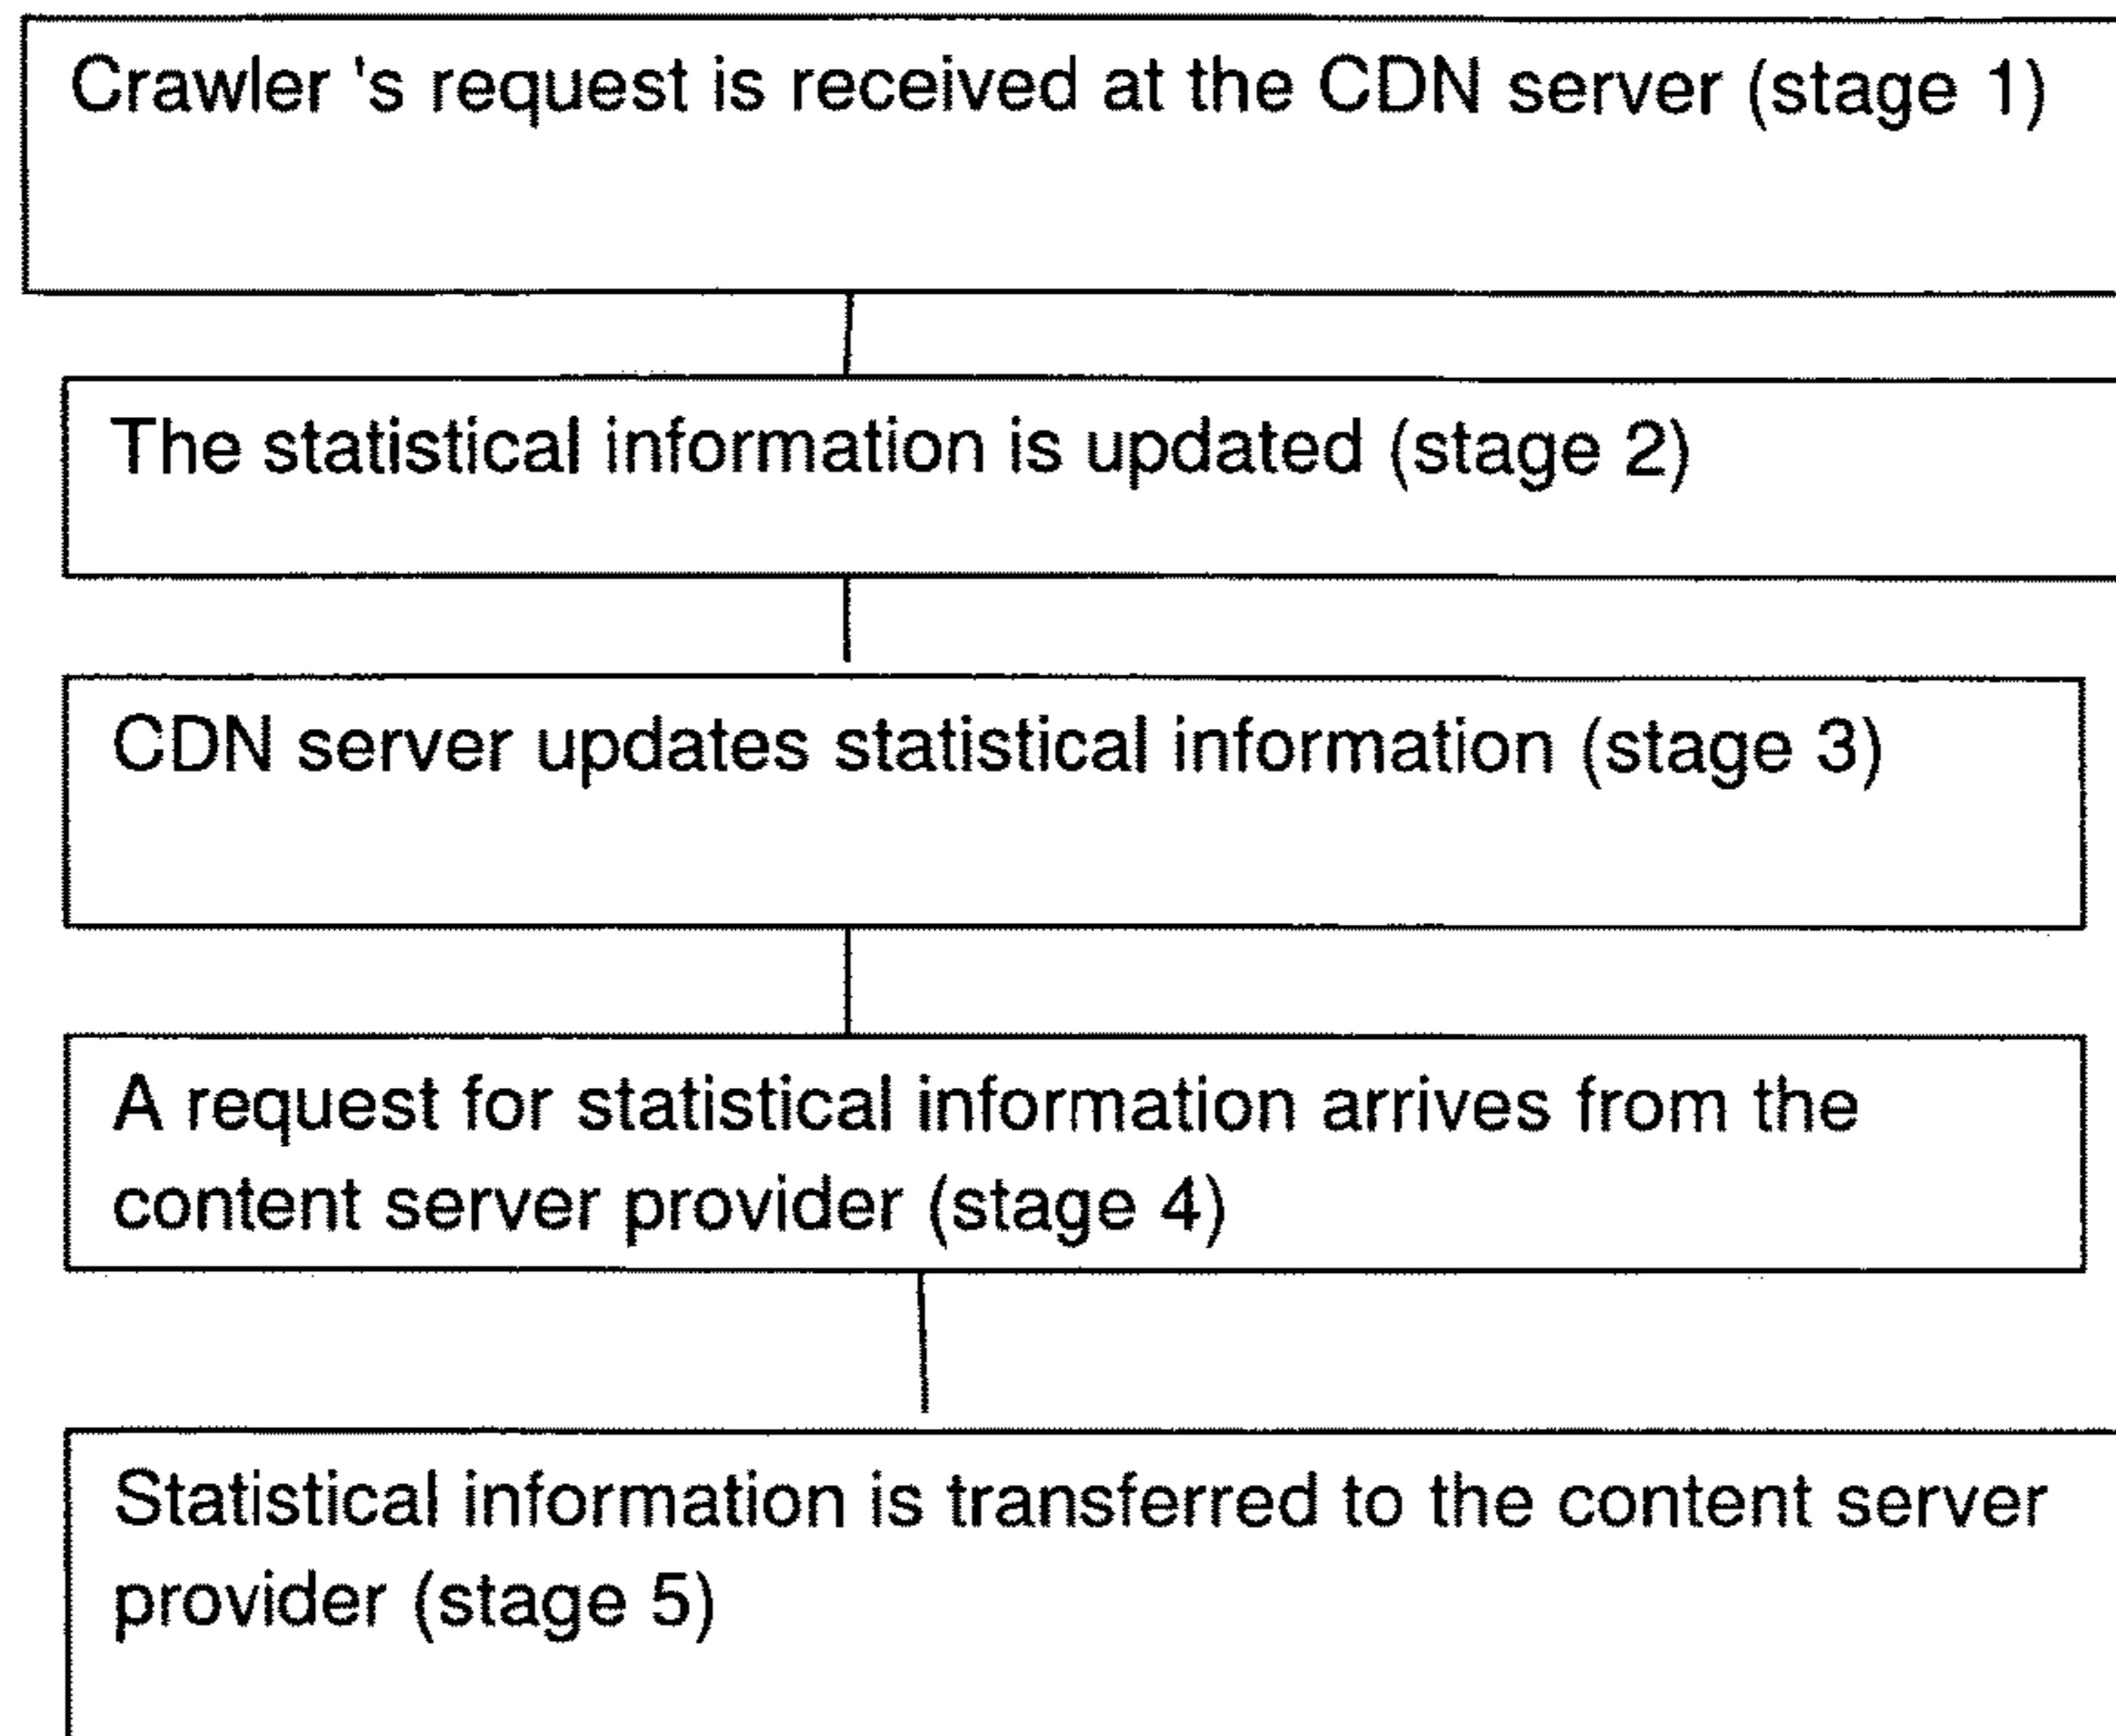 Crawler 's request is received at the CDN server (stage 1)
The statistical information is updated (stage 2)
CDN server updates statistical information (stage 3)
A request for statistical information arrives from the
content server provider (stage 4)
Statistical information is transferred to the content server
provider (stage 5)